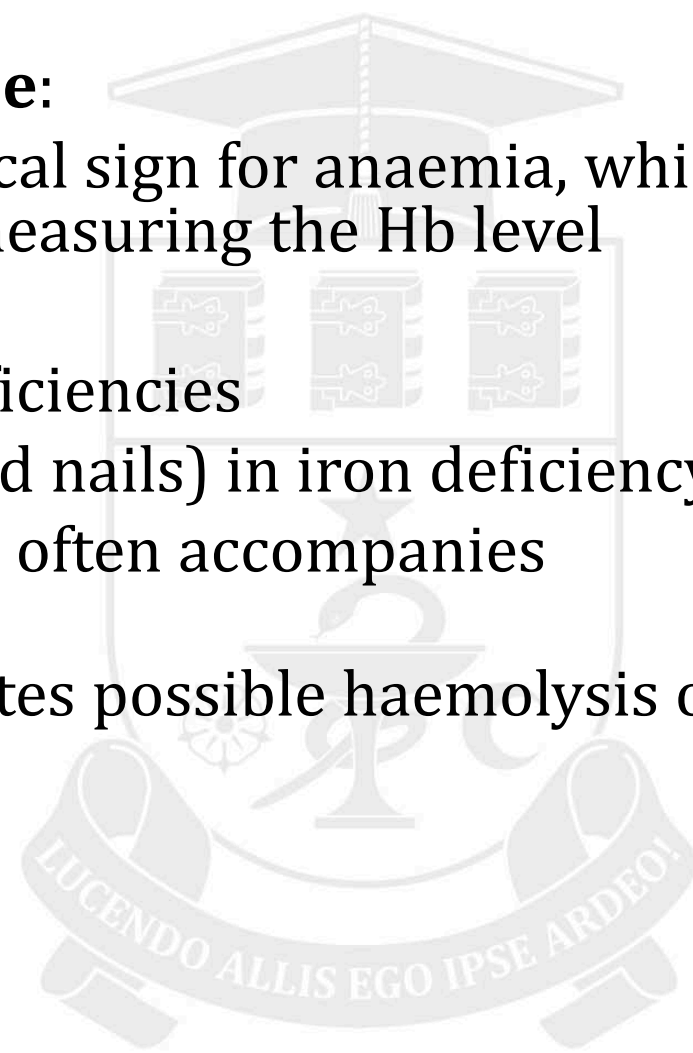 e:
cal sign for anaemia, whi
easuring the Hb level
iciencies
d nails) in iron deficiency
often accompanies
tes possible haemolysis o
LUCENDO ALLIS EGO IPSE ARDEO!